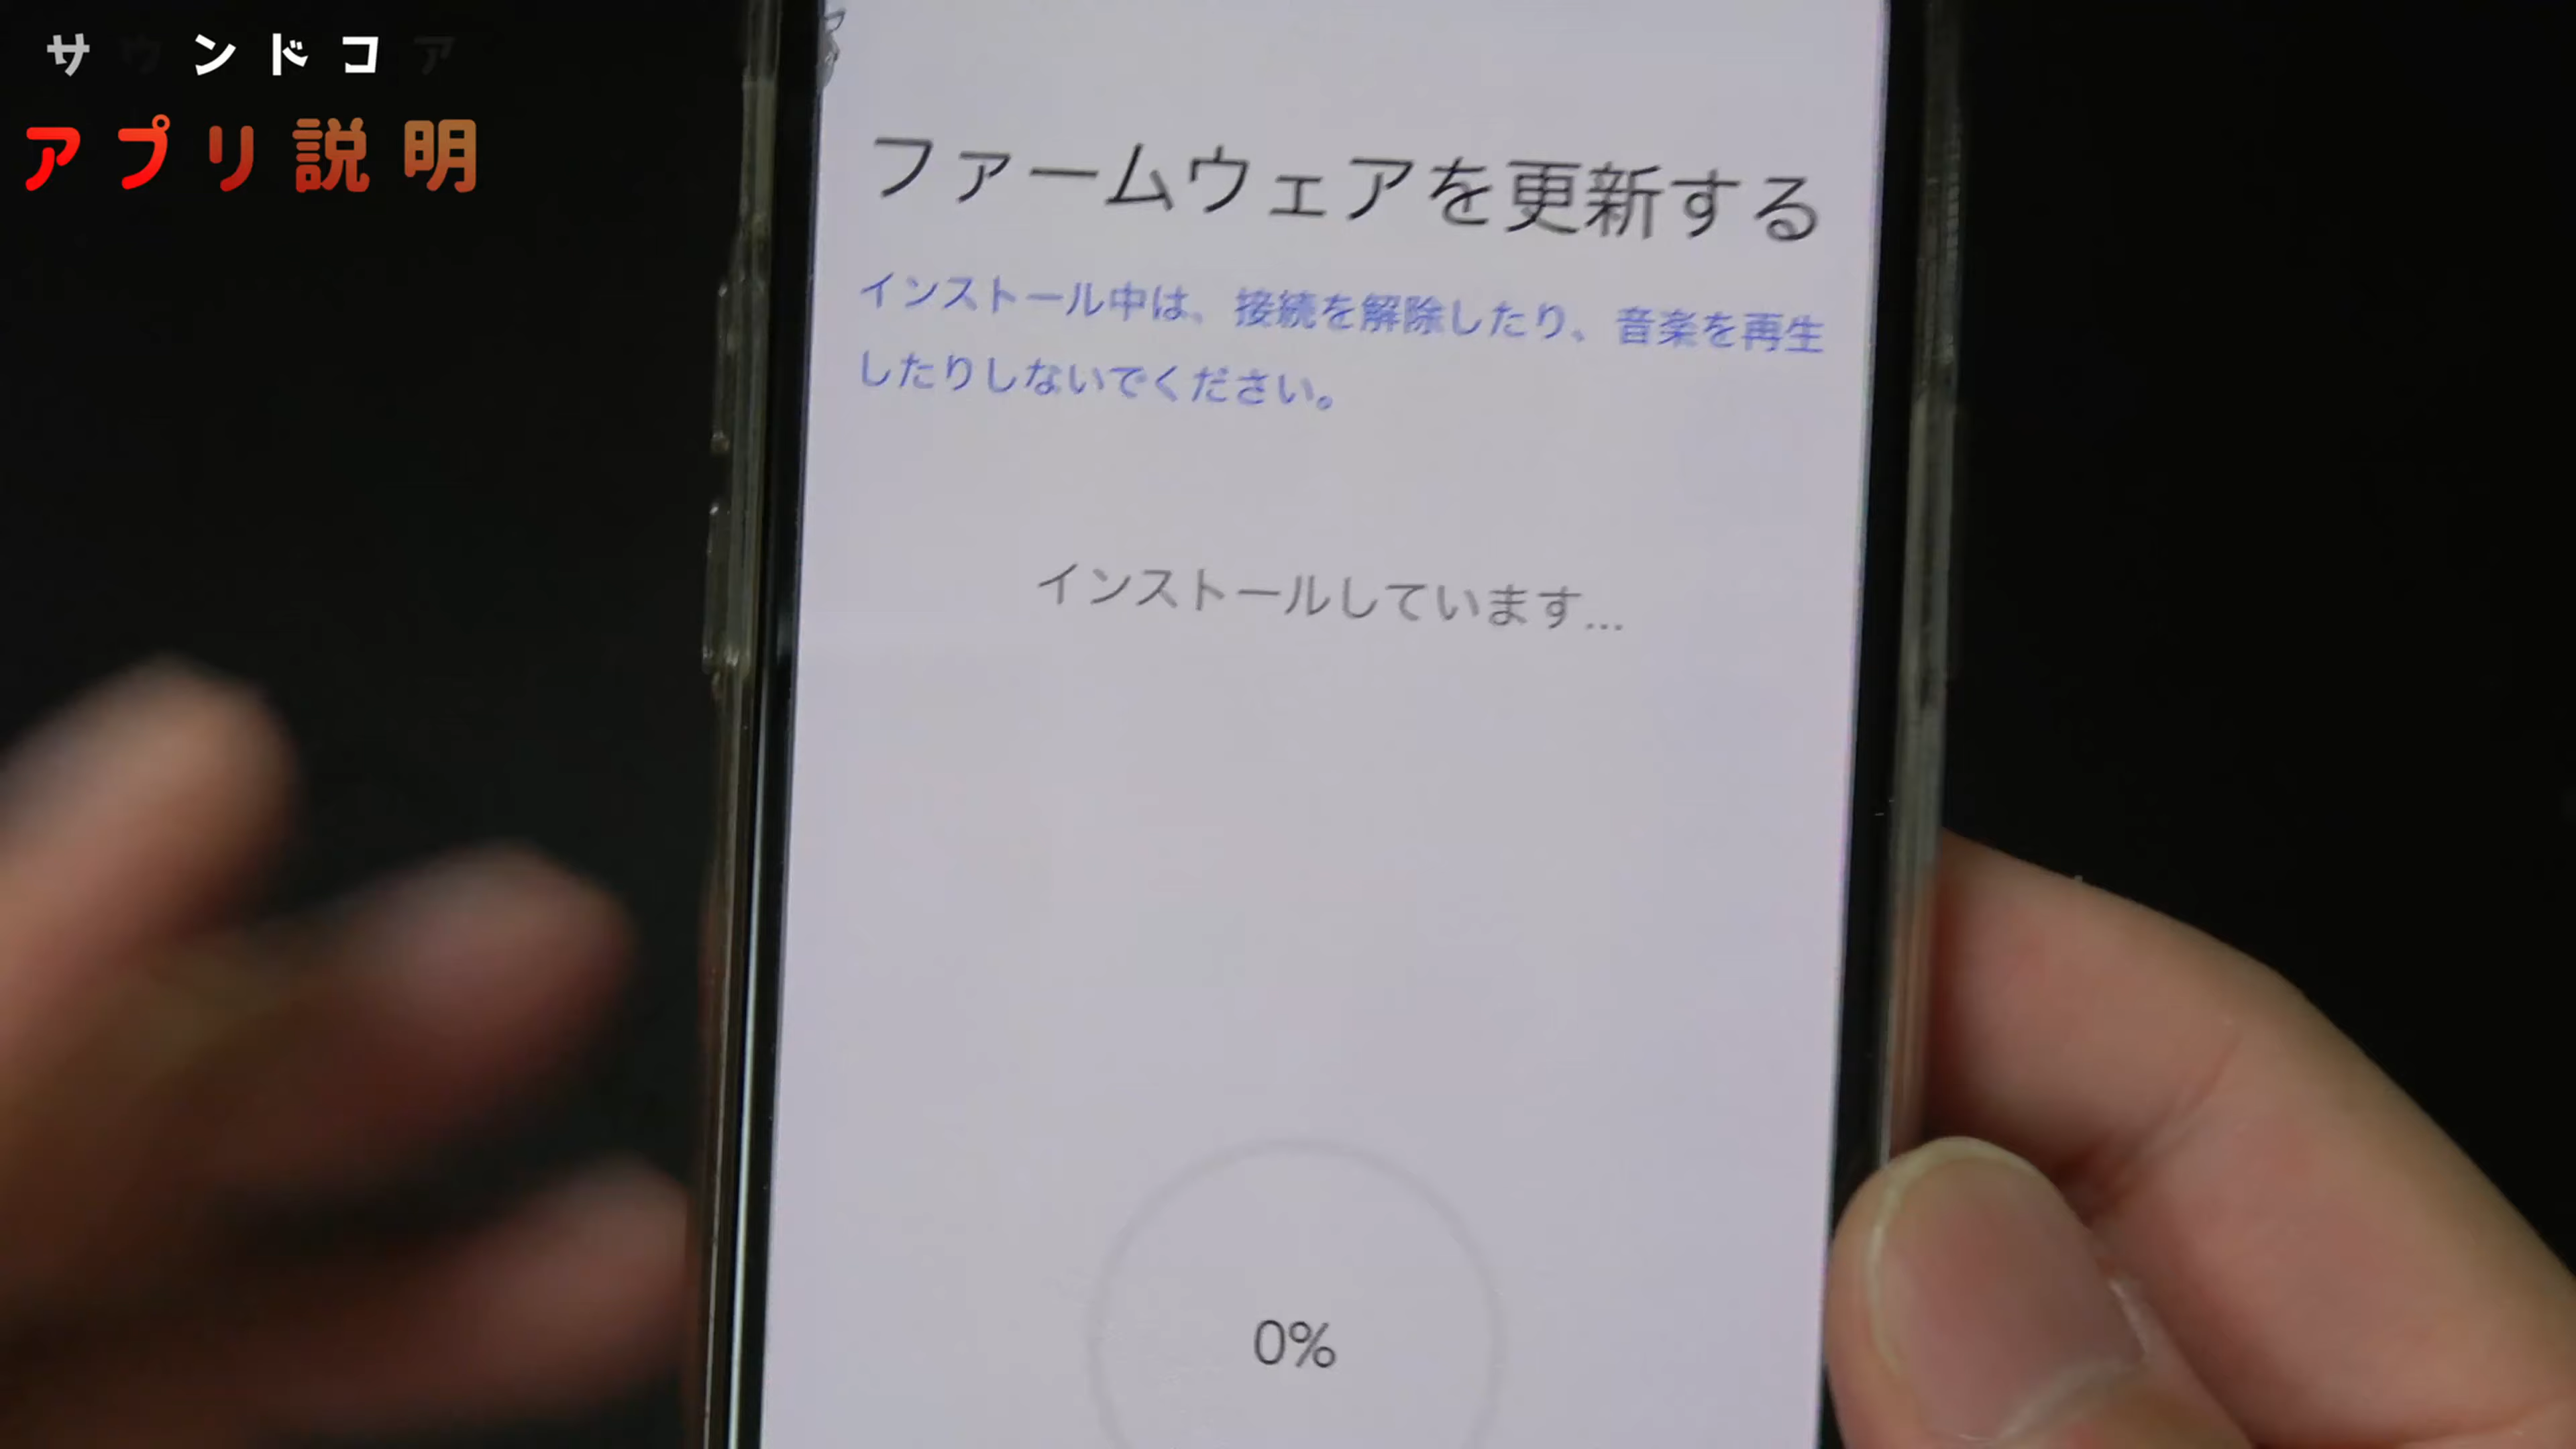 サウンドコア
アプリ説明
ファームウェアを更新する
インストール中は、接続を解除したり、音楽を再生
したりしないでください。
インストールしています...
0%